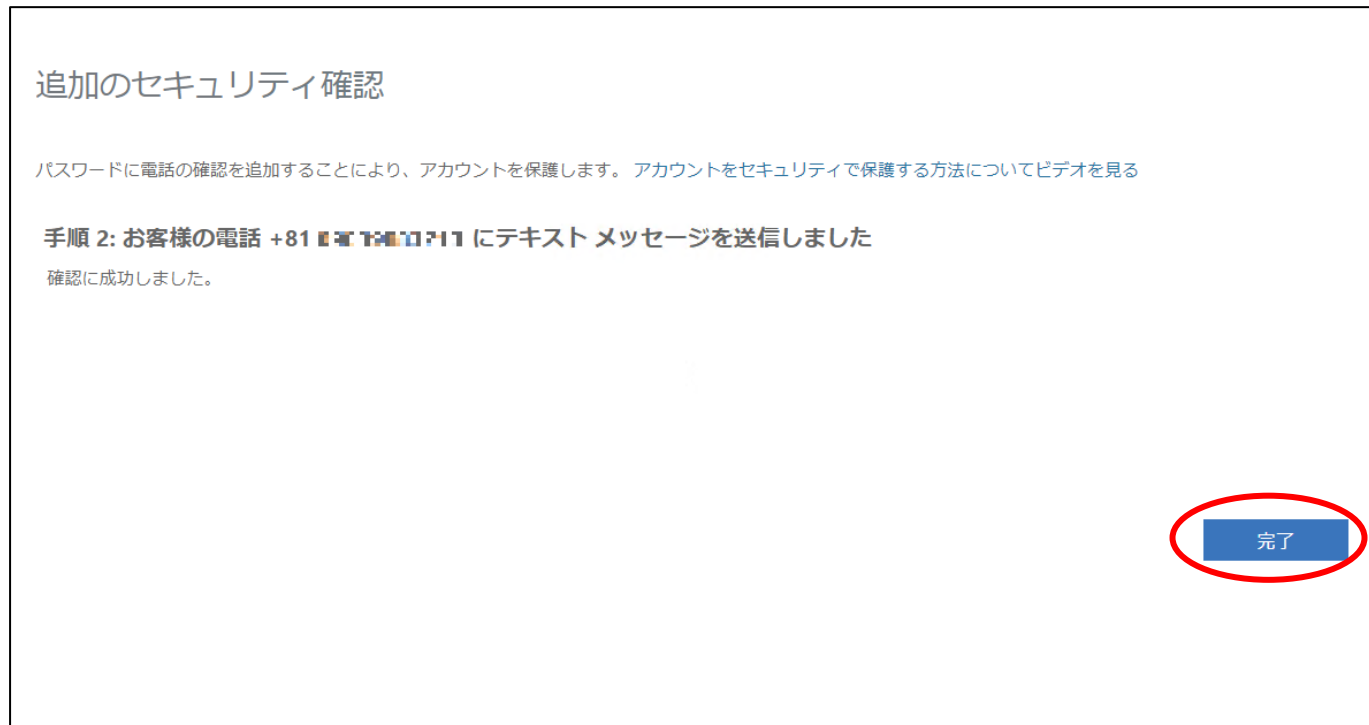 追加のセキュリティ確認
パスワードに電話の確認を追加することにより、アカウントを保護します。 アカウントをセキュリティで保護する方法についてビデオを見る
手順 2: お客様の電話 +81 にテキスト メッセージを送信しました
確認に成功しました。
完了